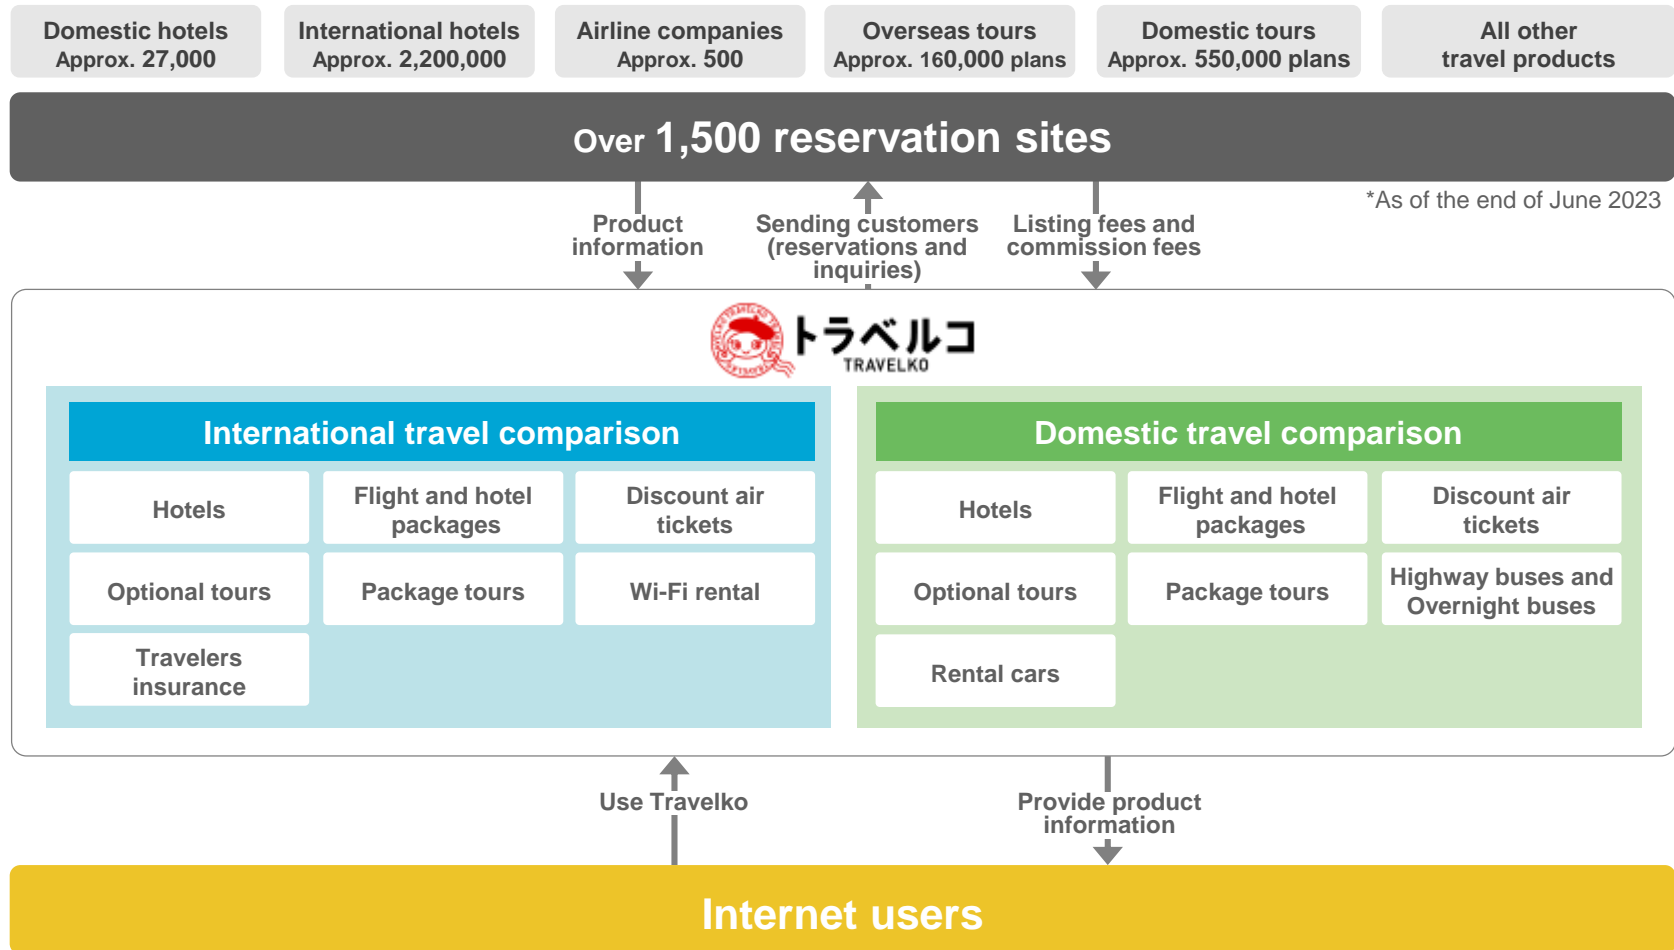 Domestic hotels
Approx. 27,000
International hotels
Approx. 2,200,000
Airline companies
Approx. 500
Overseas tours
Approx. 160,000 plans
Domestic tours
Approx. 550,000 plans
All other
travel products
Over 1,500 reservation sites
*As of the end of June 2023
Product
information
Sending customers
(reservations and
inquiries)
Listing fees and
commission fees
トラベルコ
TRAVELKO
International travel comparison
Hotels
Flight and hotel
packages
Discount air
tickets
Optional tours
Package tours
Wi-Fi rental
Travelers
insurance
Domestic travel comparison
Hotels
Flight and hotel
packages
Discount air
tickets
Optional tours
Package tours
Highway buses and
Overnight buses
Rental cars
Use Travelko
Provide product
information
Internet users